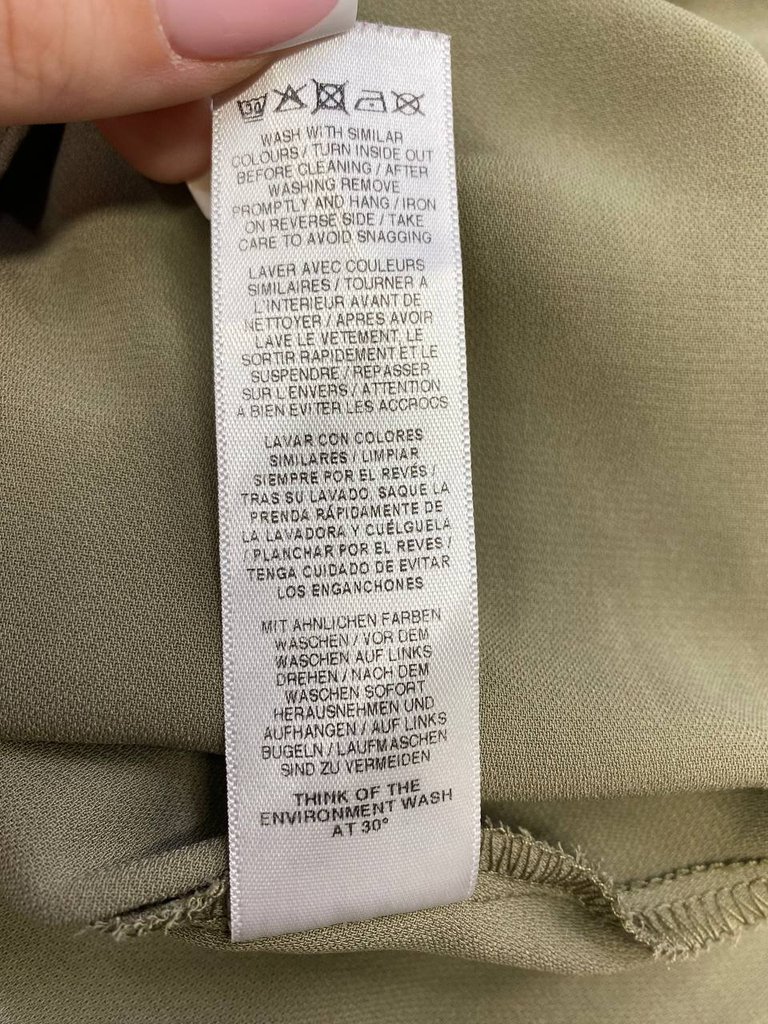 30
WASH WITH SIMILAR
COLOURS / TURN INSIDE OUT
BEFORE CLEANING / AFTER
WASHING REMOVE
PROMPTLY AND HANG / IRON
ON REVERSE SIDE / TAKE
CARE TO AVOID SNAGGING
LAVER AVEC COULEURS
SIMILAIRES / TOURNER A
L'INTERIEUR AVANT DE
NETTOYER / APRES AVOIR
LAVE LE VETEMENT, LE
SORTIR RAPIDEMENT ET LE
SUSPENDRE / REPASSER
SUR L'ENVERS / ATTENTION
A BIEN EVITER LES ACCROCS
LAVAR CON COLORES
SIMILARES / LIMPIAR
SIEMPRE POR EL REVÉS /
TRAS SU LAVADO, SAQUE LA
PRENDA RÁPIDAMENTE DE
LA LAVADORA Y CUÉLGUELA
/ PLANCHAR POR EL REVES /
TENGA CUIDADO DE EVITAR
LOS ENGANCHONES
MIT AHNLICHEN FARBEN
WASCHEN / VOR DEM
WASCHEN AUF LINKS
DREHEN / NACH DEM
WASCHEN SOFORT
HERAUSNEHMEN UND
AUFHANGEN / AUF LINKS
BUGELN / LAUFMASCHEN
SIND ZU VERMEIDEN
THINK OF THE
ENVIRONMENT WASH
AT 30°